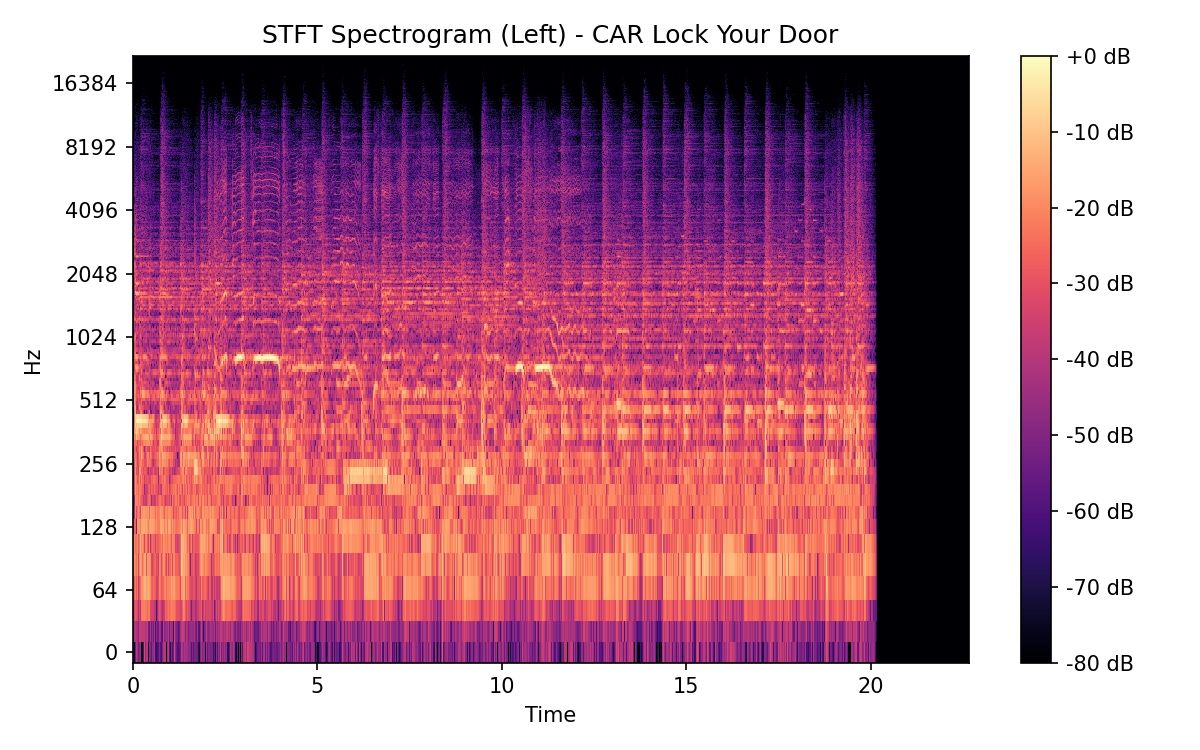 STFT Spectrogram (Left) - CAR Lock Your Door
Hz
16384
8192
4096
2048
1024
512
256
128
64
0
0 5 10 15 20
Time
+0 dB
-10 dB
-20 dB
-30 dB
-40 dB
-50 dB
-60 dB
-70 dB
-80 dB